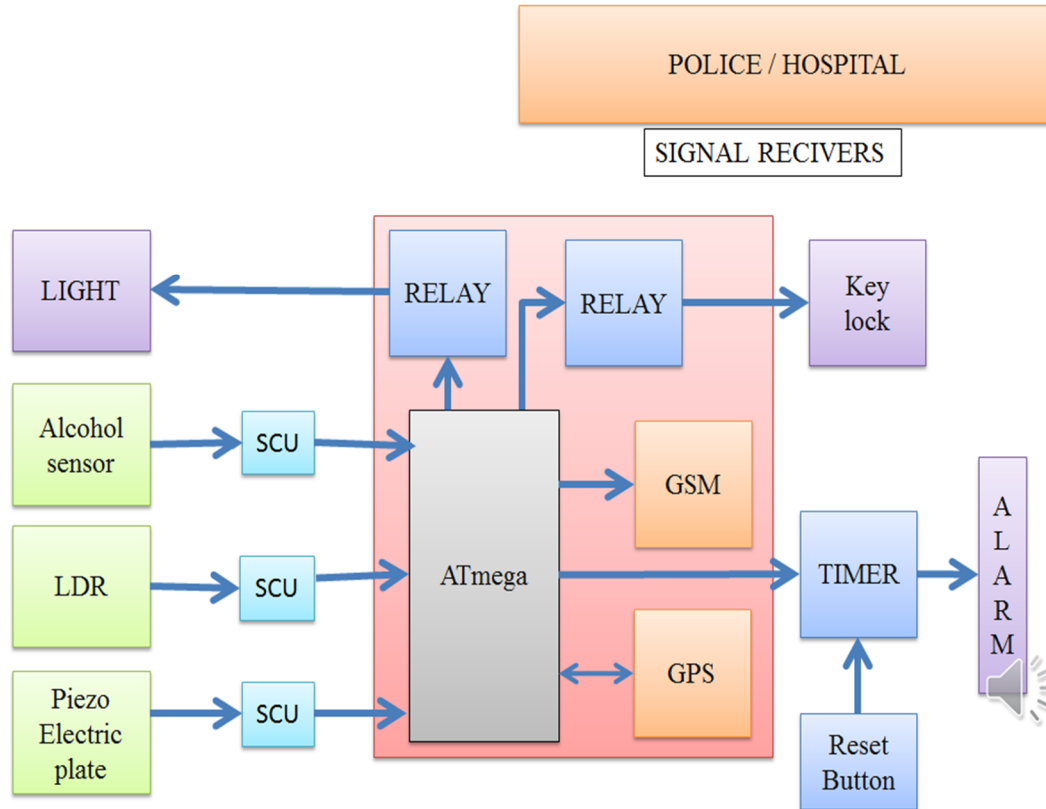 POLICE / HOSPITAL
SIGNAL RECIVERS
LIGHT
RELAY
RELAY
Key
lock
Alcohol
sensor
SCU
GSM
LDR
SCU
ATmega
TIMER
A
L
A
R
M
Piezo
Electric
plate
SCU
GPS
Reset
Button